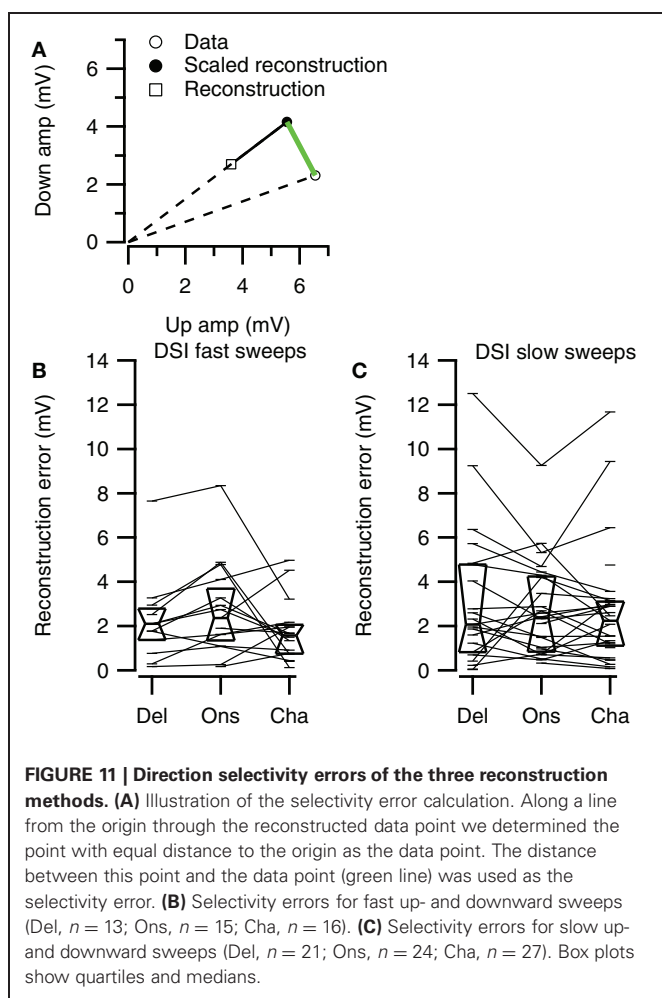 A
Data
Scaled reconstruction
Reconstruction
Down amp (mV)
6
4
2
0
0 2 4 6
Up amp (mV)
B
DSI fast sweeps
Reconstruction error (mV)
14
12
10
8
6
4
2
0
Del Ons Cha
C
DSI slow sweeps
Reconstruction error (mV)
14
12
10
8
6
4
2
0
Del Ons Cha
FIGURE 11 | Direction selectivity errors of the three reconstruction
methods. (A) Illustration of the selectivity error calculation. Along a line
from the origin through the reconstructed data point we determined the
point with equal distance to the origin as the data point. The distance
between this point and the data point (green line) was used as the
selectivity error. (B) Selectivity errors for fast up- and downward sweeps
(Del, n = 13; Ons, n = 15; Cha, n = 16). (C) Selectivity errors for slow up-
and downward sweeps (Del, n = 21; Ons, n = 24; Cha, n = 27). Box plots
show quartiles and medians.